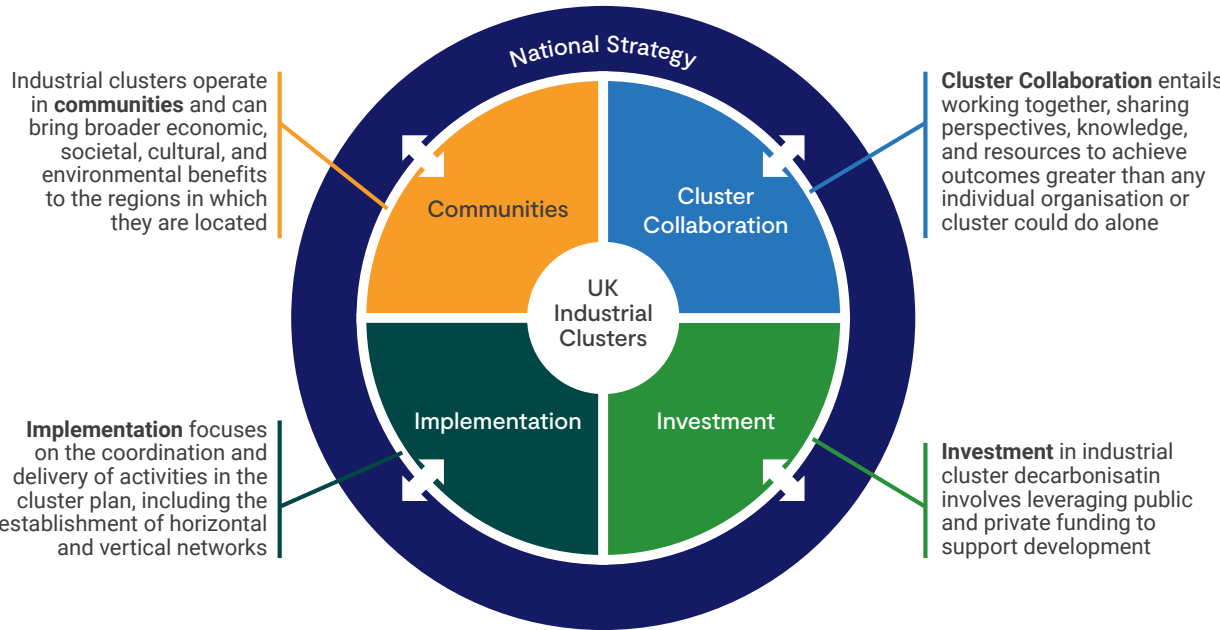 National Strategy
Industrial clusters operate
in communities and can
bring broader economic,
societal, cultural, and
environmental benefits
to the regions in which
they are located
Communities
Cluster
Collaboration
Cluster Collaboration entails
working together, sharing
perspectives, knowledge,
and resources to achieve
outcomes greater than any
individual organisation or
cluster could do alone
UK
Industrial
Clusters
Implementation focuses
on the coordination and
delivery of activities in the
cluster plan, including the
establishment of horizontal
and vertical networks
Implementation
Investment
Investment in industrial
cluster decarbonisatin
involves leveraging public
and private funding to
support development